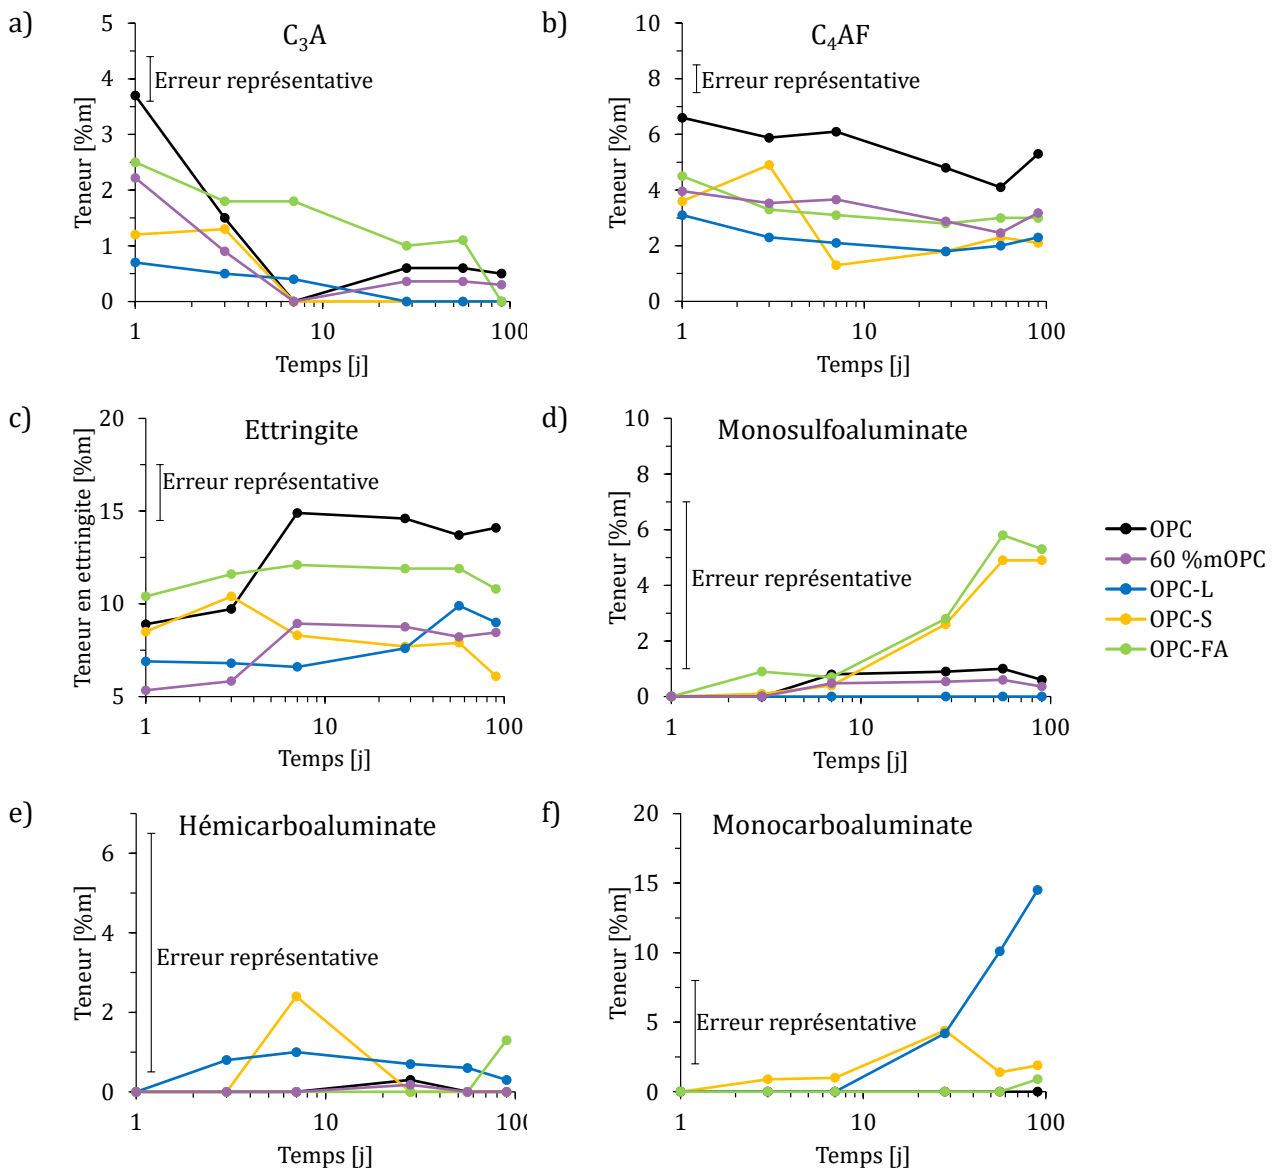 a)
C₃A
Erreur représentative
Teneur [%m]
5
4
3
2
1
0
1
10
100
Temps [j]
b)
C₄AF
Erreur représentative
Teneur [%m]
10
8
6
4
2
0
1
10
100
Temps [j]
c)
Ettringite
Erreur représentative
Teneur en ettringite [%m]
20
15
10
5
1
10
100
Temps [j]
d)
Monosulfoaluminate
Erreur représentative
Teneur [%m]
10
8
6
4
2
0
1
10
100
Temps [j]
OPC
60 %mOPC
OPC-L
OPC-S
OPC-FA
e)
Hémicarboaluminate
Erreur représentative
Teneur [%m]
6
4
2
0
1
10
100
Temps [j]
f)
Monocarboaluminate
Erreur représentative
Teneur [%m]
20
15
10
5
0
1
10
100
Temps [j]